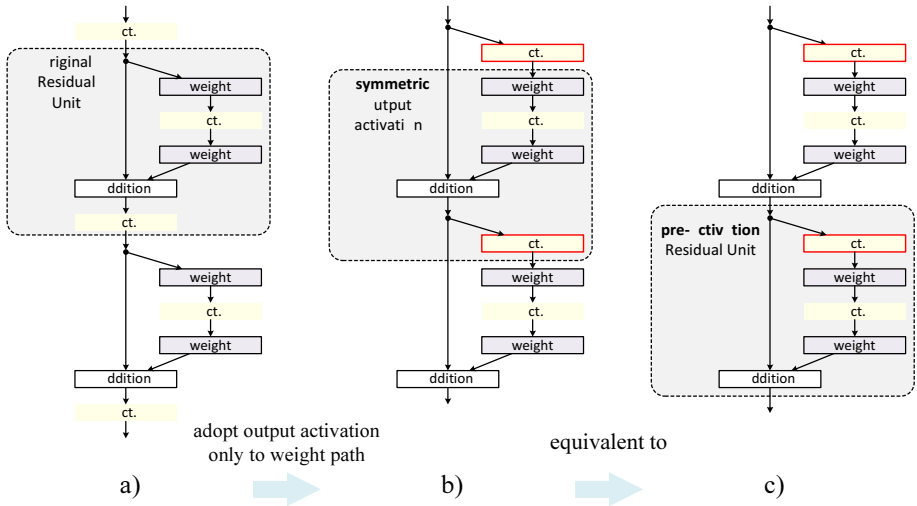 ct.
riginal
Residual
Unit
weight
ct.
weight
ddition
ct.
weight
ct.
weight
ddition
ct.
a)
adopt output activation
only to weight path
ct.
symmetric
utput
activati n
weight
ct.
weight
ddition
ct.
weight
ct.
weight
ddition
b)
equivalent to
ct.
weight
ct.
weight
ddition
pre- ctiv tion
Residual Unit
ct.
weight
ct.
weight
ddition
c)